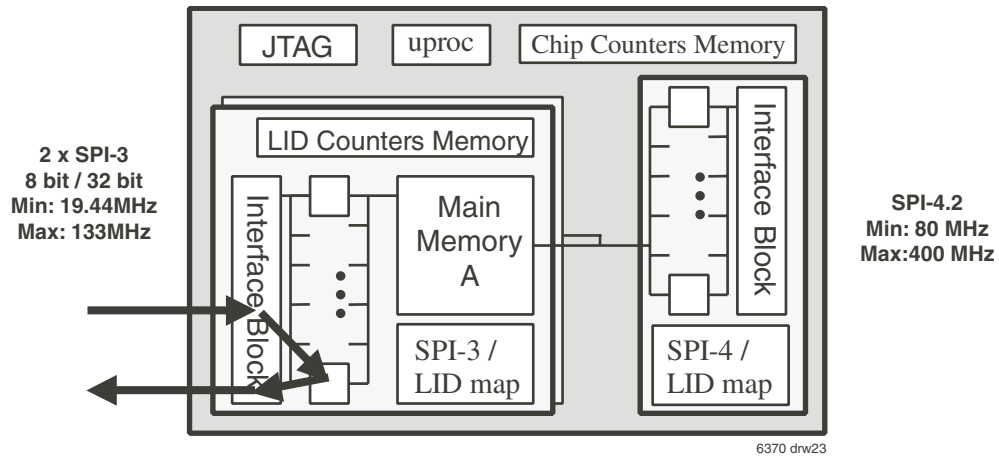 JTAG
uproc
Chip Counters Memory
LID Counters Memory
2 x SPI-3
8 bit / 32 bit
Min: 19.44MHz
Max: 133MHz
Interface Block
Main
Memory
A
SPI-3 /
LID map
Interface Block
SPI-4 /
LID map
SPI-4.2
Min: 80 MHz
Max:400 MHz
6370 drw23